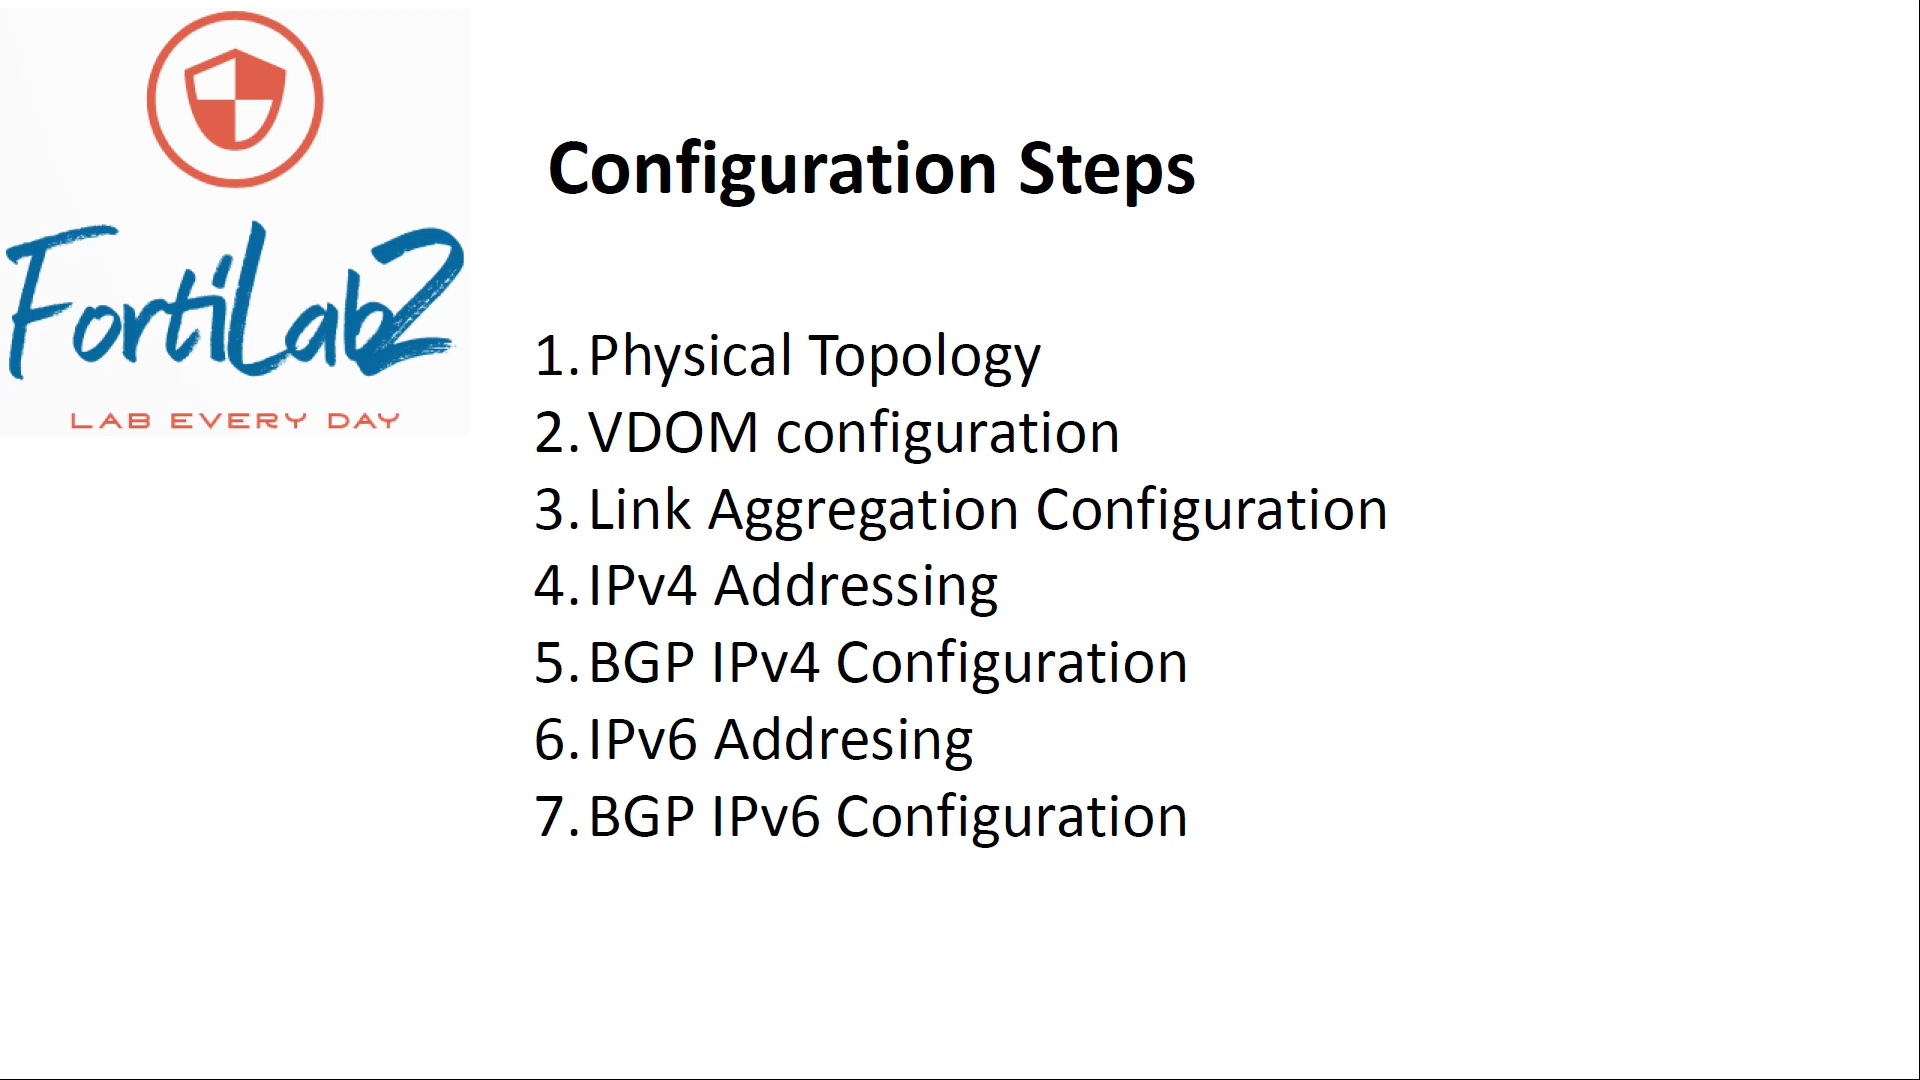 FortiLabZ
LAB EVERY DAY
Configuration Steps
1. Physical Topology
2. VDOM configuration
3. Link Aggregation Configuration
4. IPv4 Addressing
5. BGP IPv4 Configuration
6. IPv6 Addresing
7. BGP IPv6 Configuration